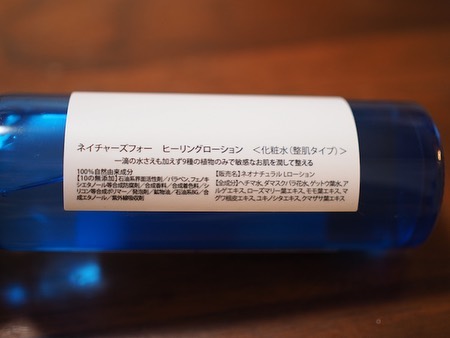 ネイチャーズフォー　ヒーリングローション　＜化粧水（整肌タイプ）＞
一滴の水さえも加えず9種の植物のみで敏感なお肌を潤して整える
100％自然由来成分
【10の無添加】石油系界面活性剤／パラベン,フェノキ
シエタノール等合成防腐剤／合成香料／合成着色料／シ
リコン等合成ポリマー／発泡剤／鉱物油／石油系BG／合
成エタノール／紫外線吸収剤
【販売名】ネオナチュラル Lローション
【全成分】ヘチマ水, ダマスクバラ花水, ゲットウ葉水, ア
ルゲエキス, ローズマリー葉エキス, モモ葉エキス, マ
グワ根皮エキス, ユキノシタエキス, クマザサ葉エキス